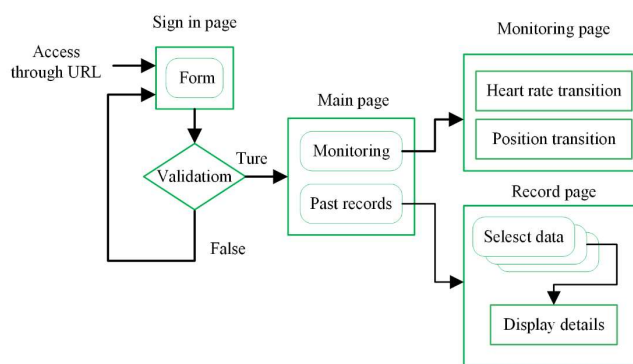 Sign in page
Access
through URL
Form
Validatiom
Ture
False
Main page
Monitoring
Past records
Monitoring page
Heart rate transition
Position transition
Record page
Selesct data
Display details